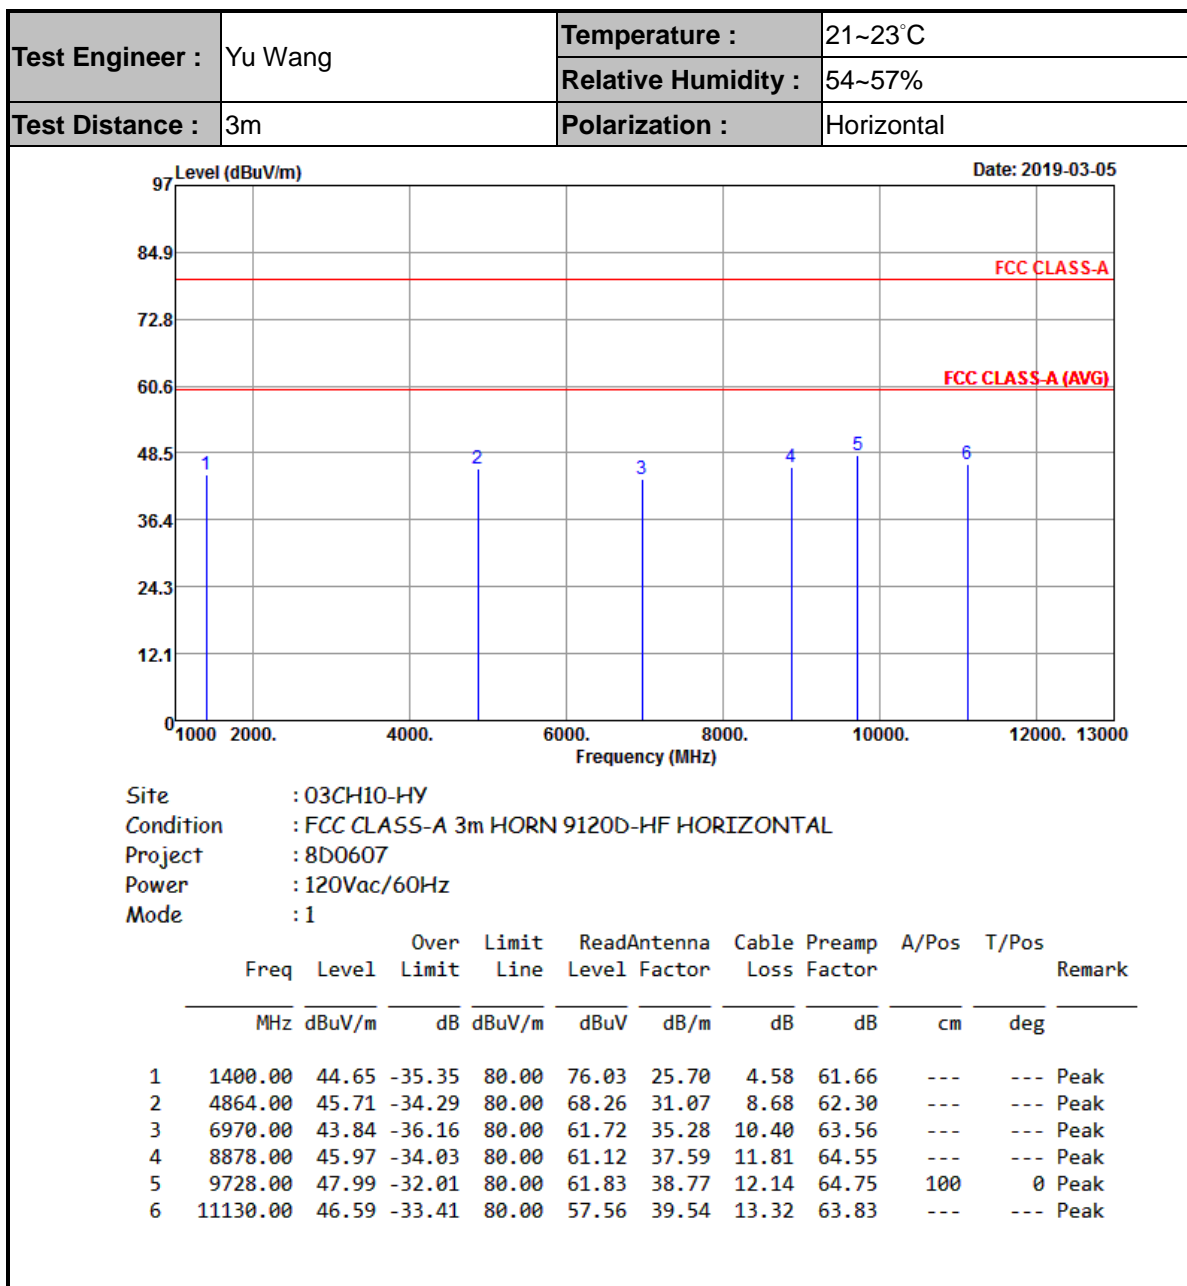 Test Engineer : Yu Wang Temperature : 21~23°C
Relative Humidity : 54~57%
Test Distance : 3m Polarization : Horizontal
Level (dBuV/m) Date: 2019-03-05
97
84.9
FCC CLASS-A
72.8
60.6
FCC CLASS-A (AVG)
48.5
1 2 3 4 5 6
36.4
24.3
12.1
0
1000 2000. 4000. 6000. 8000. 10000. 12000. 13000
Frequency (MHz)
Site : 03CH10-HY
Condition : FCC CLASS-A 3m HORN 9120D-HF HORIZONTAL
Project : 8D0607
Power : 120Vac/60Hz
Mode : 1
Over Limit ReadAntenna Cable Preamp A/Pos T/Pos
Freq Level Limit Line Level Factor Loss Factor Remark
MHz dBuV/m dB dBuV/m dBuV dB/m dB dB cm deg
1 1400.00 44.65 -35.35 80.00 76.03 25.70 4.58 61.66 --- --- Peak
2 4864.00 45.71 -34.29 80.00 68.26 31.07 8.68 62.30 --- --- Peak
3 6970.00 43.84 -36.16 80.00 61.72 35.28 10.40 63.56 --- --- Peak
4 8878.00 45.97 -34.03 80.00 61.12 37.59 11.81 64.55 --- --- Peak
5 9728.00 47.99 -32.01 80.00 61.83 38.77 12.14 64.75 100 0 Peak
6 11130.00 46.59 -33.41 80.00 57.56 39.54 13.32 63.83 --- --- Peak